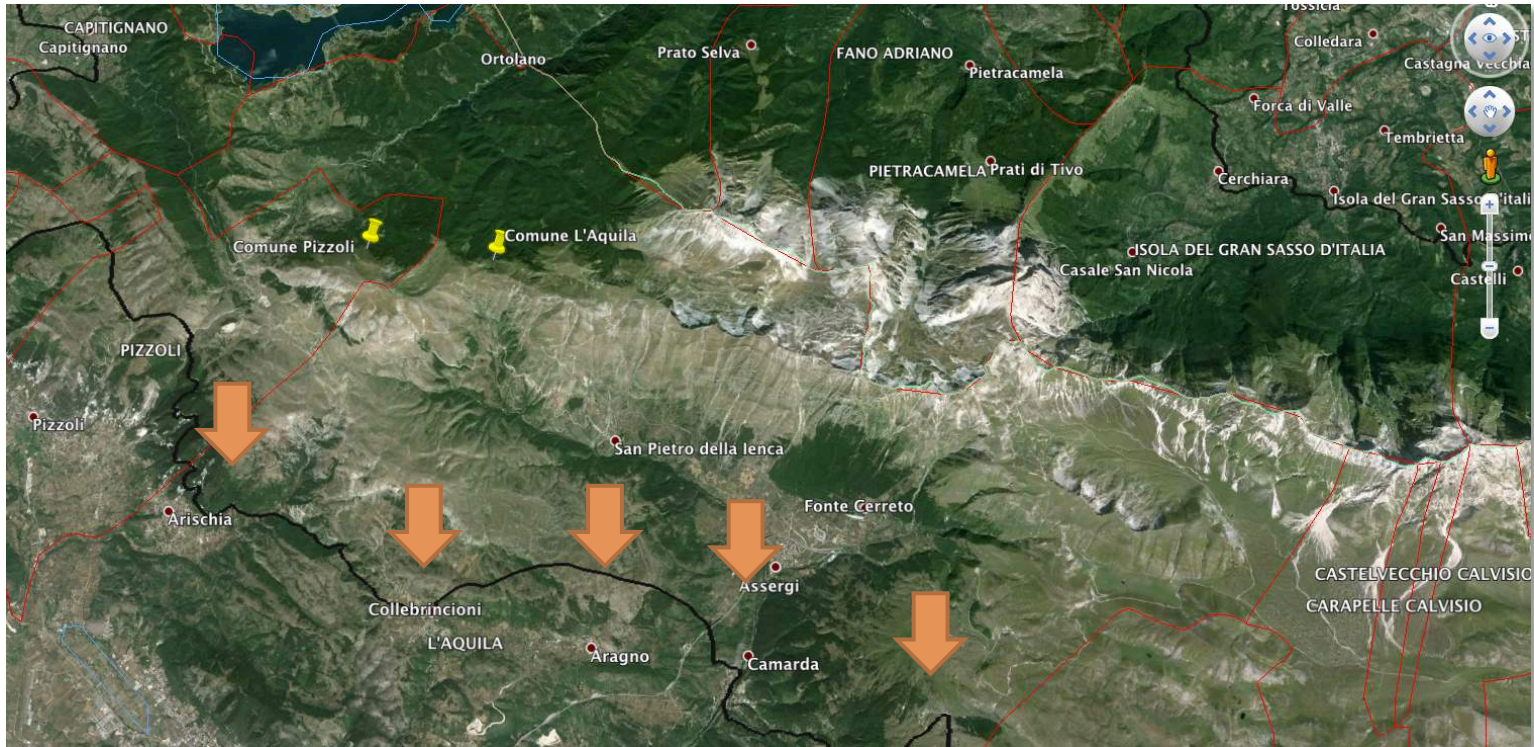 CAPITIGNANO
Capitignano
Ortolano
Prato Selva
FANO ADRIANO
Pietracamela
Tossicia
Colledara
Castagna Vecchia
Forca di Valle
Tembrietta
PIETRACAMELA
Prati di Tivo
Cerchiara
Isola del Gran Sasso d'Itali
Comune Pizzoli
Comune L'Aquila
San Massimo
ISOLA DEL GRAN SASSO D'ITALIA
Casale San Nicola
Castelli
PIZZOLI
Pizzoli
San Pietro della Ienca
Arischia
Fonte Cerreto
Assergi
CASTELVECCHIO CALVISIO
CARAPELLE CALVISIO
Collebrincioni
L'AQUILA
Aragno
Camarda